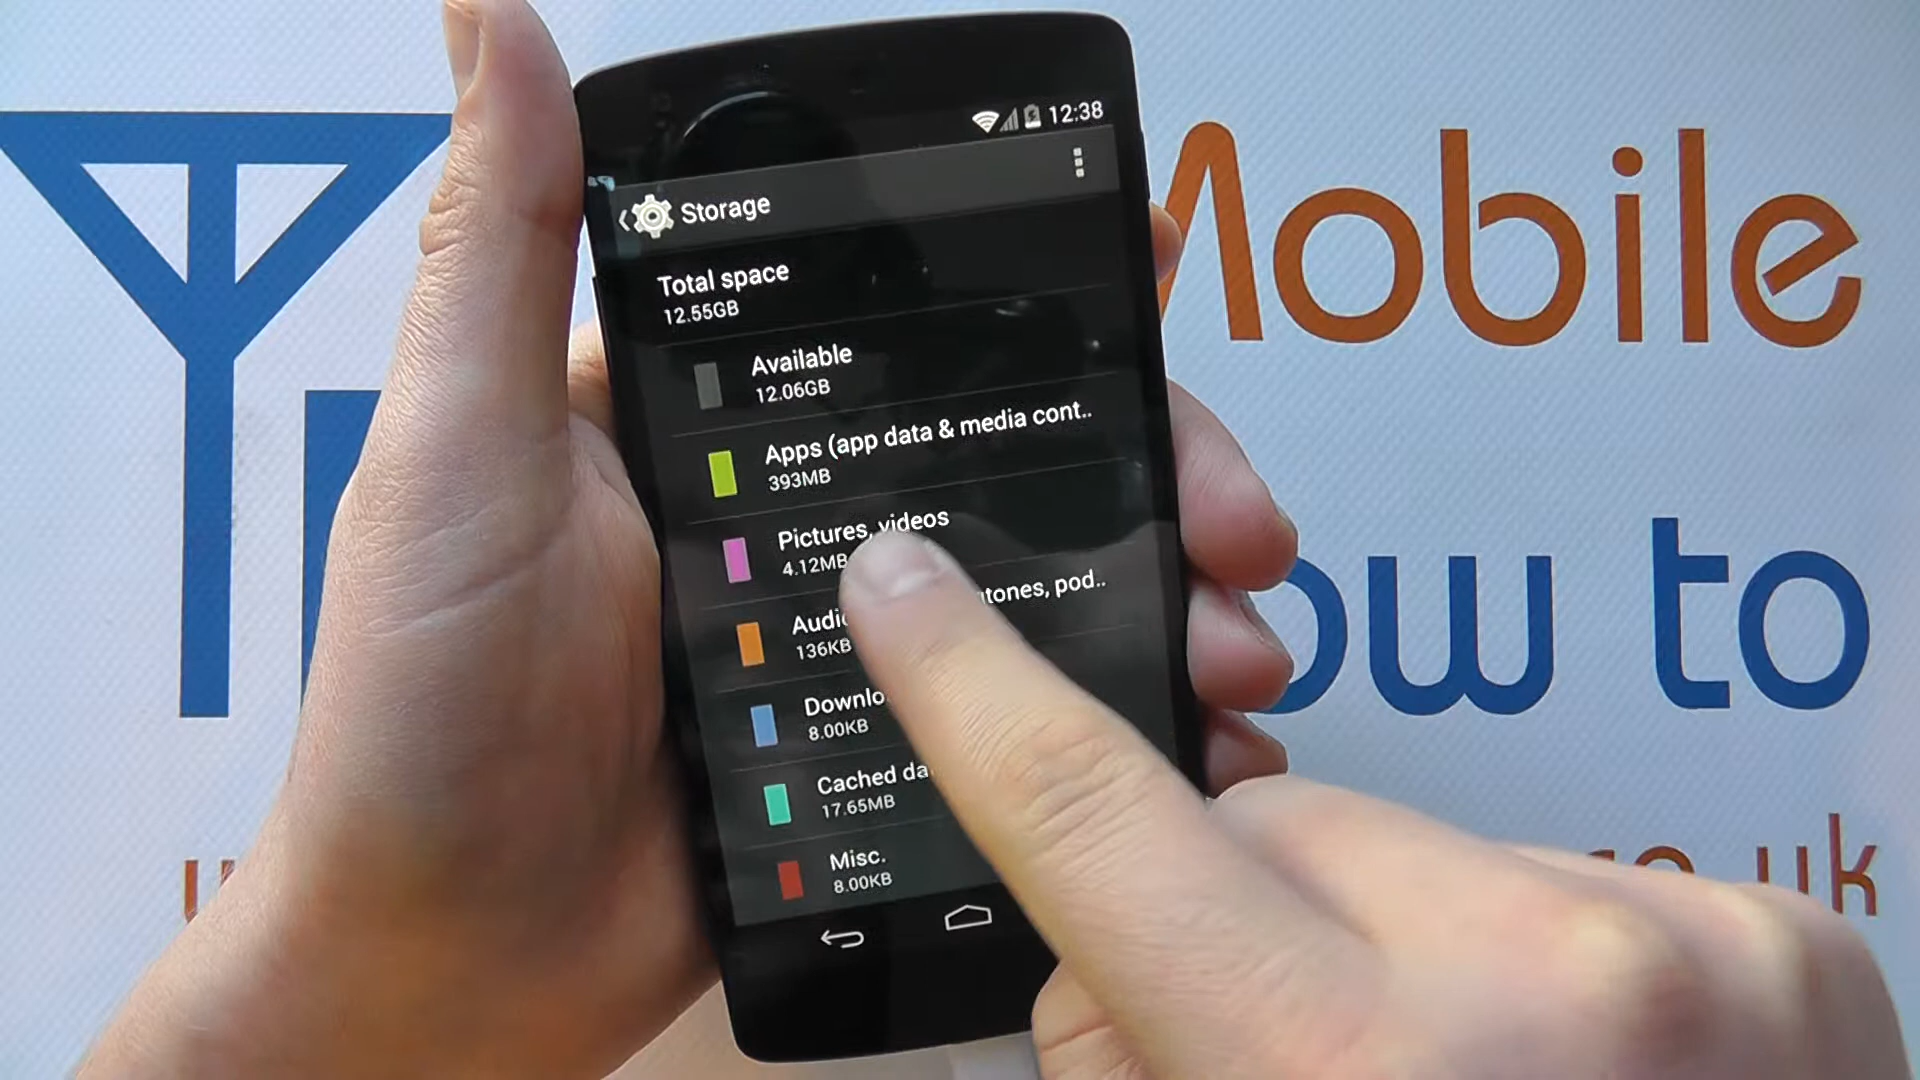 12:38
Storage
Total space
12.55GB
Available
12.06GB
Apps (app data & media cont..
393MB
Pictures, videos
4.12MB
Audio tones, pod..
136KB
Downlo
8.00KB
Cached da
17.65MB
Misc.
8.00KB
Mobile
ow to
uk